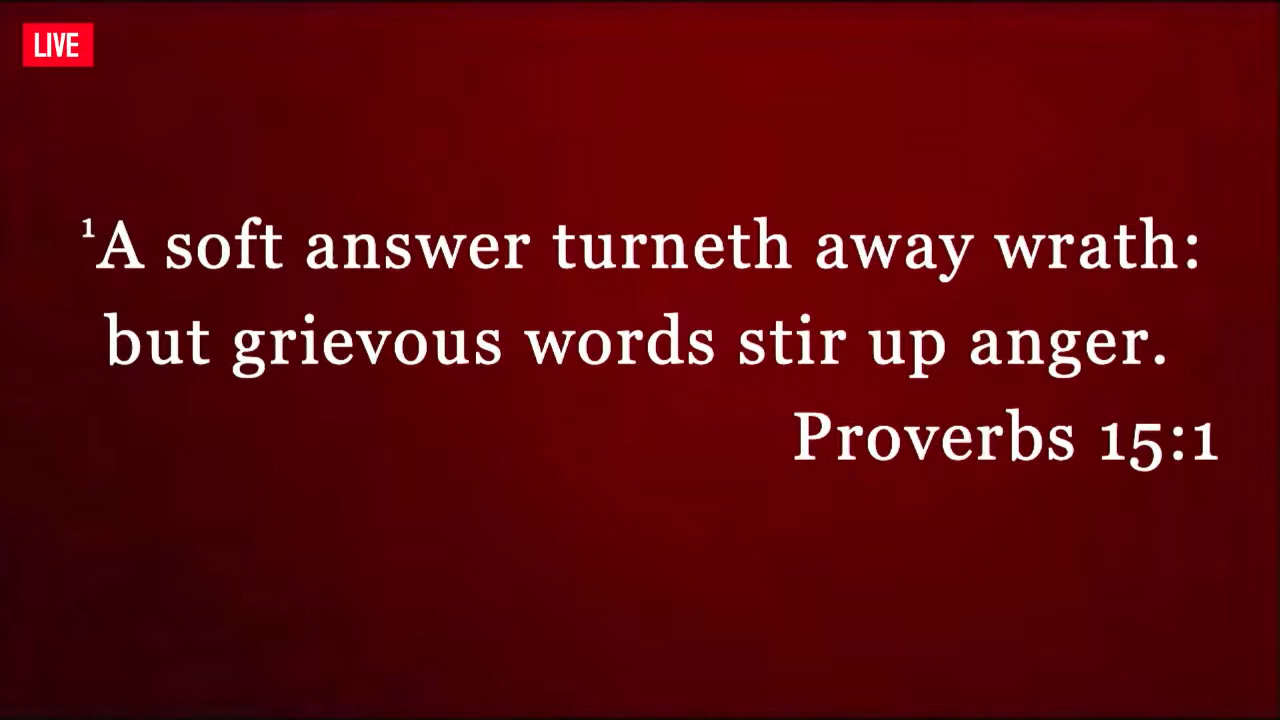 LIVE
¹A soft answer turneth away wrath:
but grievous words stir up anger.
Proverbs 15:1